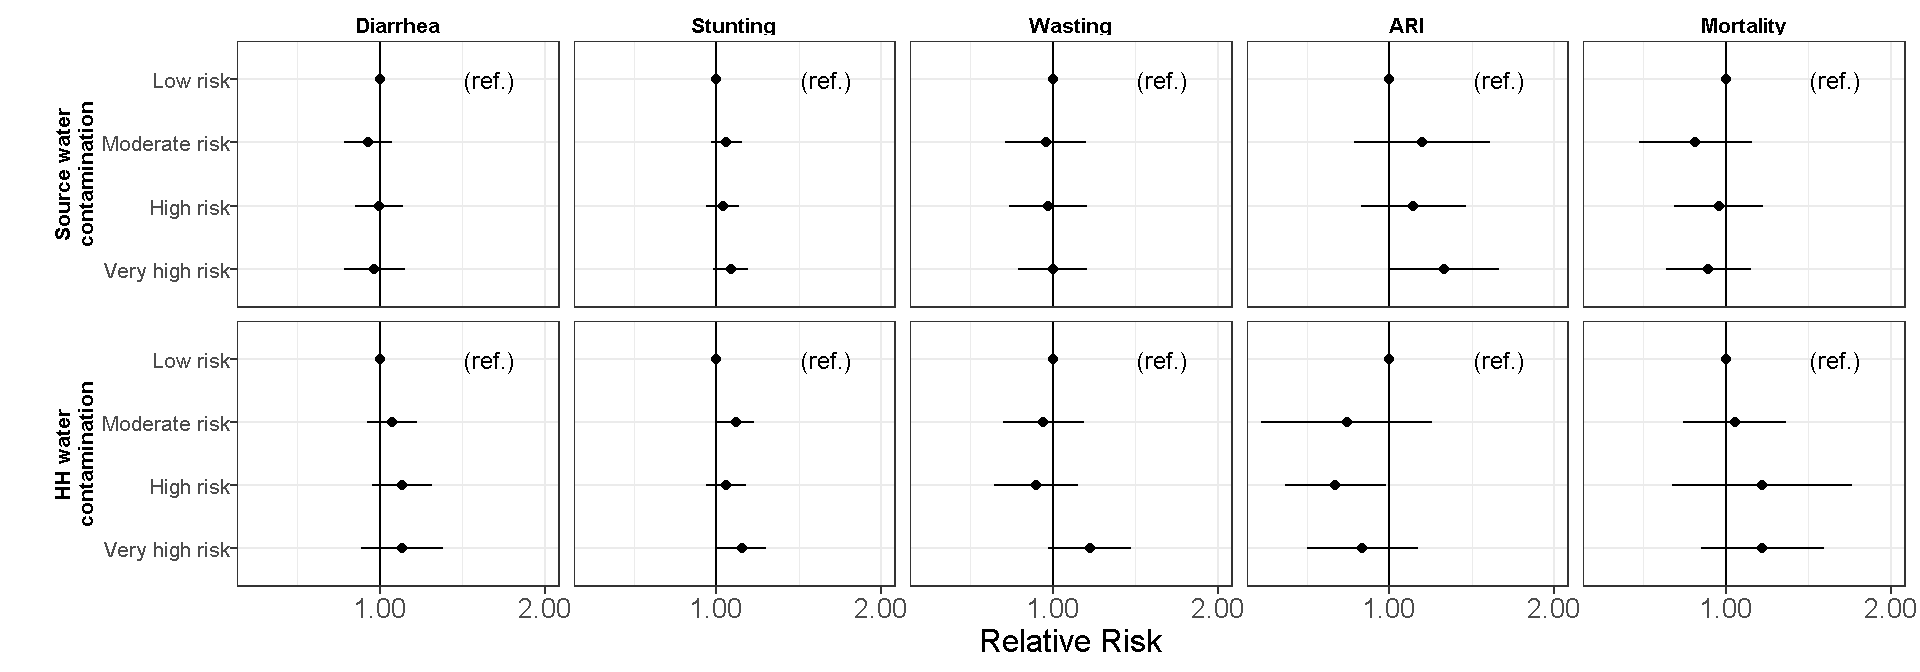 Diarrhea Stunting Wasting ARI Mortality
Source water
contamination
Low risk (ref.) (ref.) (ref.) (ref.) (ref.)
Moderate risk
High risk
Very high risk
HH water
contamination
Low risk (ref.) (ref.) (ref.) (ref.) (ref.)
Moderate risk
High risk
Very high risk
1.00 2.00 1.00 2.00 1.00 2.00 1.00 2.00 1.00 2.00
Relative Risk